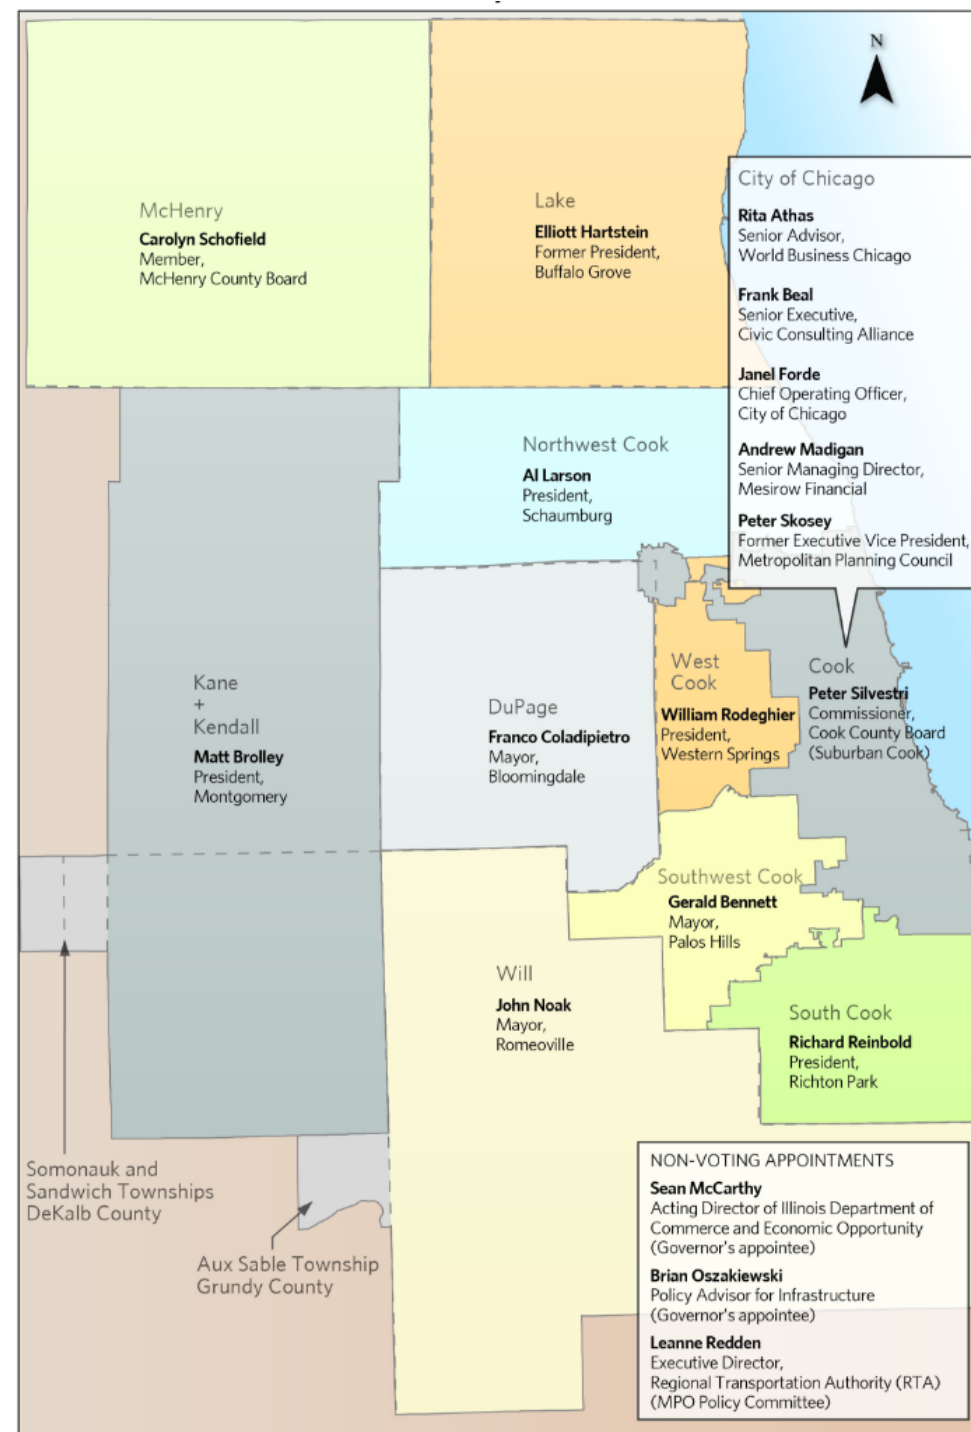 N
City of Chicago
Rita Athas
Senior Advisor,
World Business Chicago
Frank Beal
Senior Executive,
Civic Consulting Alliance
Janel Forde
Chief Operating Officer,
City of Chicago
Andrew Madigan
Senior Managing Director,
Mesirow Financial
Peter Skosey
Former Executive Vice President,
Metropolitan Planning Council
McHenry
Carolyn Schofield
Member,
McHenry County Board
Lake
Elliott Hartstein
Former President,
Buffalo Grove
Northwest Cook
Al Larson
President,
Schaumburg
Kane
+
Kendall
Matt Brolley
President,
Montgomery
DuPage
Franco Coladipietro
Mayor,
Bloomingdale
West
Cook
William Rodeghier
President,
Western Springs
Cook
Peter Silvestri
Commissioner,
Cook County Board
(Suburban Cook)
Southwest Cook
Gerald Bennett
Mayor,
Palos Hills
Will
John Noak
Mayor,
Romeoville
South Cook
Richard Reinbold
President,
Richton Park
Somonauk and
Sandwich Townships
DeKalb County
Aux Sable Township
Grundy County
NON-VOTING APPOINTMENTS
Sean McCarthy
Acting Director of Illinois Department of
Commerce and Economic Opportunity
(Governor's appointee)
Brian Oszakiewski
Policy Advisor for Infrastructure
(Governor's appointee)
Leanne Redden
Executive Director,
Regional Transportation Authority (RTA)
(MPO Policy Committee)